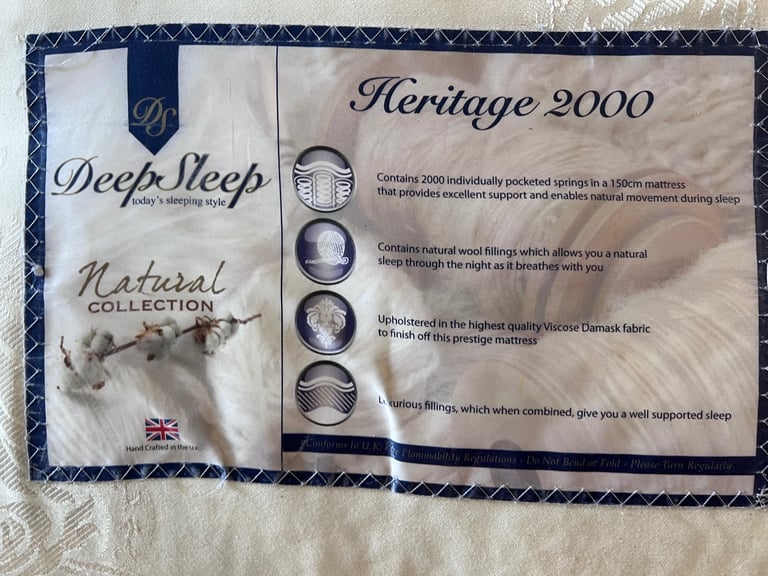 DS
DeepSleep
today's sleeping style
Natural
COLLECTION
Hand Crafted in the u.k.
Heritage 2000
Contains 2000 individually pocketed springs in a 150cm mattress
that provides excellent support and enables natural movement during sleep
Contains natural wool fillings which allows you a natural
sleep through the night as it breathes with you
Upholstered in the highest quality Viscose Damask fabric
to finish off this prestige mattress
Luxurious fillings, which when combined, give you a well supported sleep
Conforms to U.K. Flammability Regulations - Do Not Bend or Fold - Please Turn Regularly